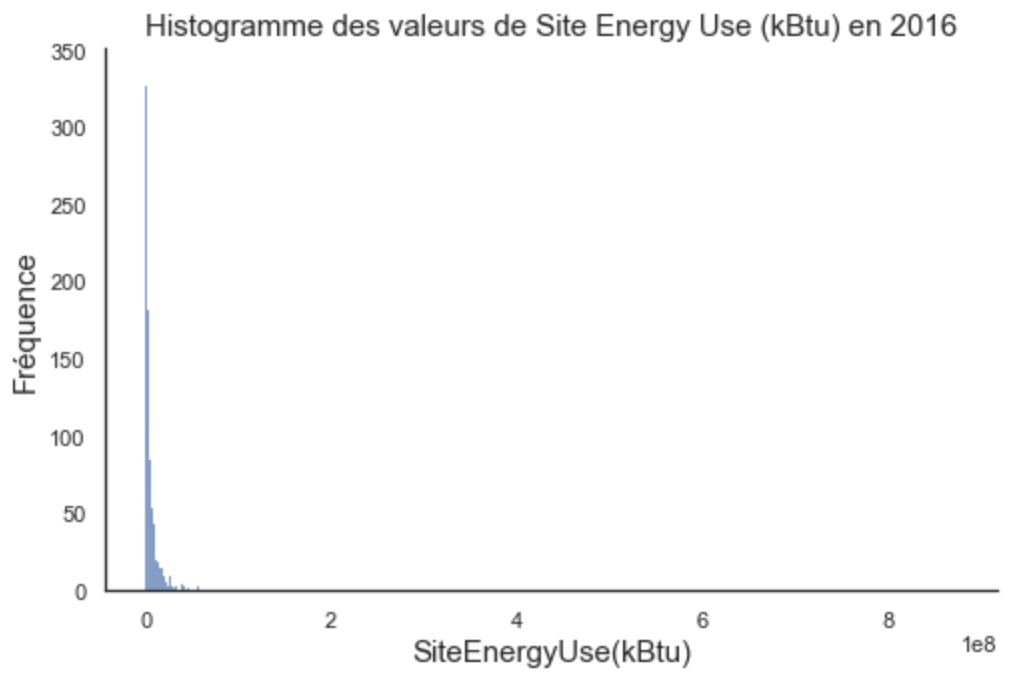 Histogramme des valeurs de Site Energy Use (kBtu) en 2016
350
300
250
200
150
100
50
0
Fréquence
0 2 4 6 8
1e8
SiteEnergyUse(kBtu)